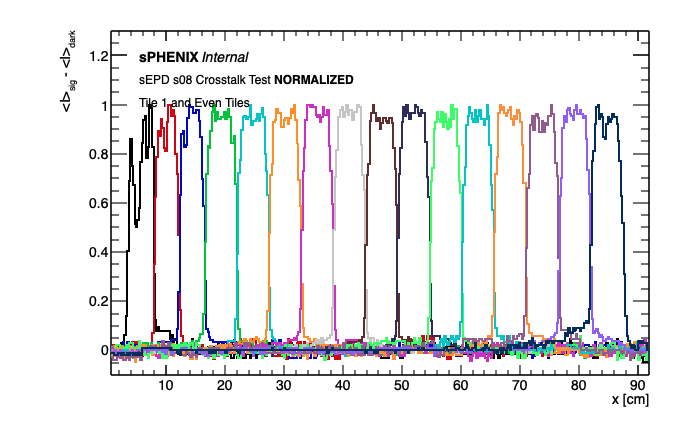 <I>sig - <I>dark
sPHENIX Internal
sEPD s08 Crosstalk Test NORMALIZED
Tile 1 and Even Tiles
1.2
1
0.8
0.6
0.4
0.2
0
10 20 30 40 50 60 70 80 90
x [cm]